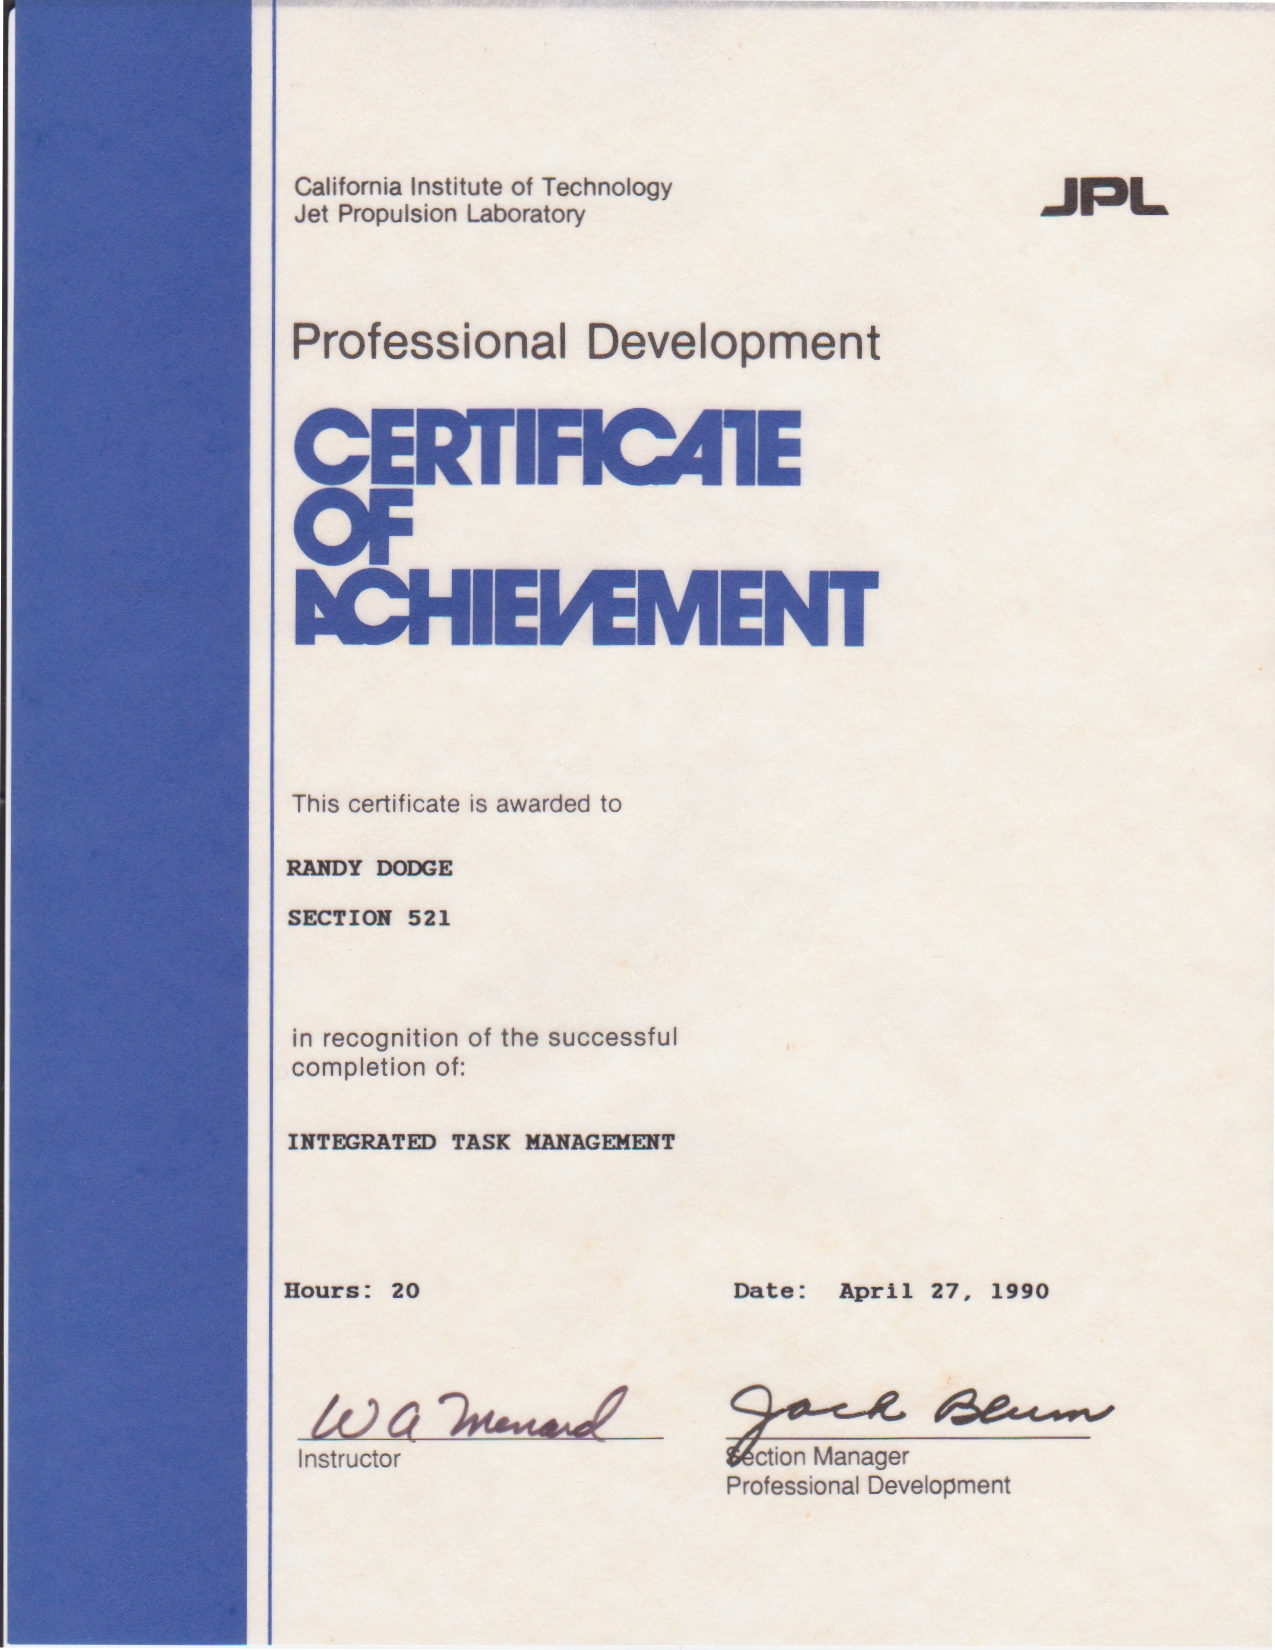 California Institute of Technology
Jet Propulsion Laboratory
JPL
Professional Development
CERTIFICATE
OF
ACHIEVEMENT
This certificate is awarded to
RANDY DODGE
SECTION 521
in recognition of the successful
completion of:
INTEGRATED TASK MANAGEMENT
Hours: 20
Date: April 27, 1990
W A Menard
Jack Blum
Instructor
Section Manager
Professional Development